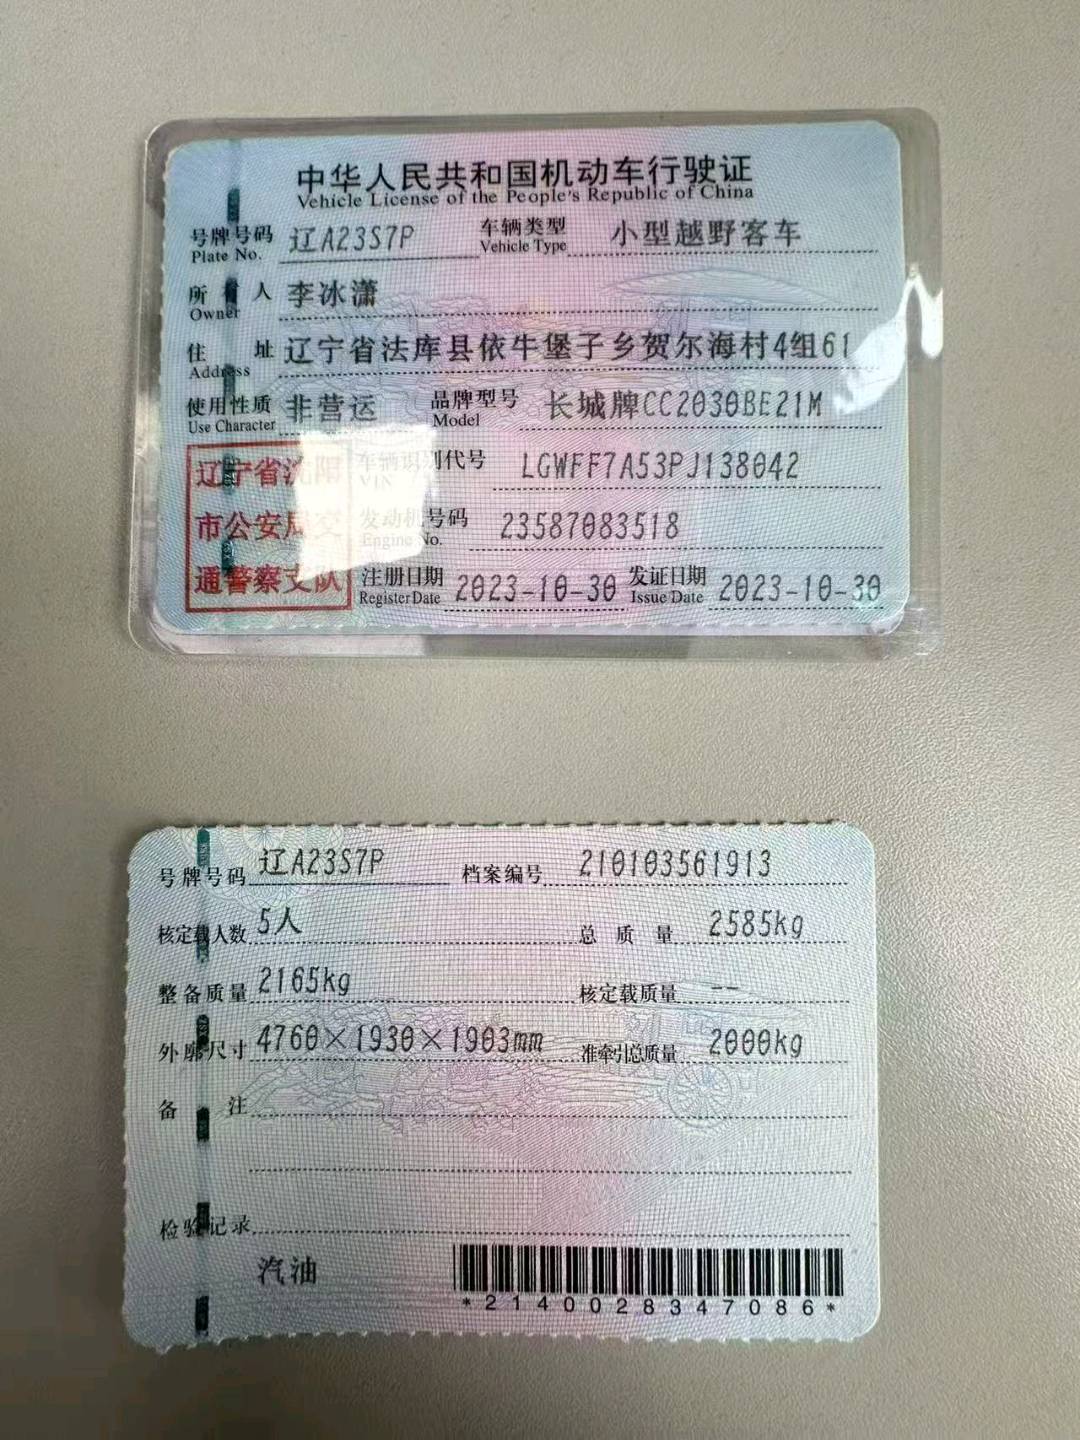 中华人民共和国机动车行驶证
Vehicle License of the People's Republic of China
号牌号码 辽A23S7P 车辆类型 小型越野客车
Plate No. Vehicle Type
所有人 李冰潇
Owner
住址 辽宁省法库县依牛堡子乡贺尔海村4组61
Address
使用性质 非营运 品牌型号 长城牌CC2030BE21M
Use Character Model
辽宁省沈阳 车辆识别代号 LGWFF7A53PJ138042
VIN
市公安局交 发动机号码 23587083518
Engine No.
通警察支队 注册日期 2023-10-30 发证日期 2023-10-30
Register Date Issue Date
号牌号码 辽A23S7P 档案编号 210103561913
核定载人数 5人 总质量 2585kg
整备质量 2165kg 核定载质量 --
外廓尺寸 4760×1930×1903mm 准牵引总质量 2000kg
备注
检验记录
汽油
*2140028347086*